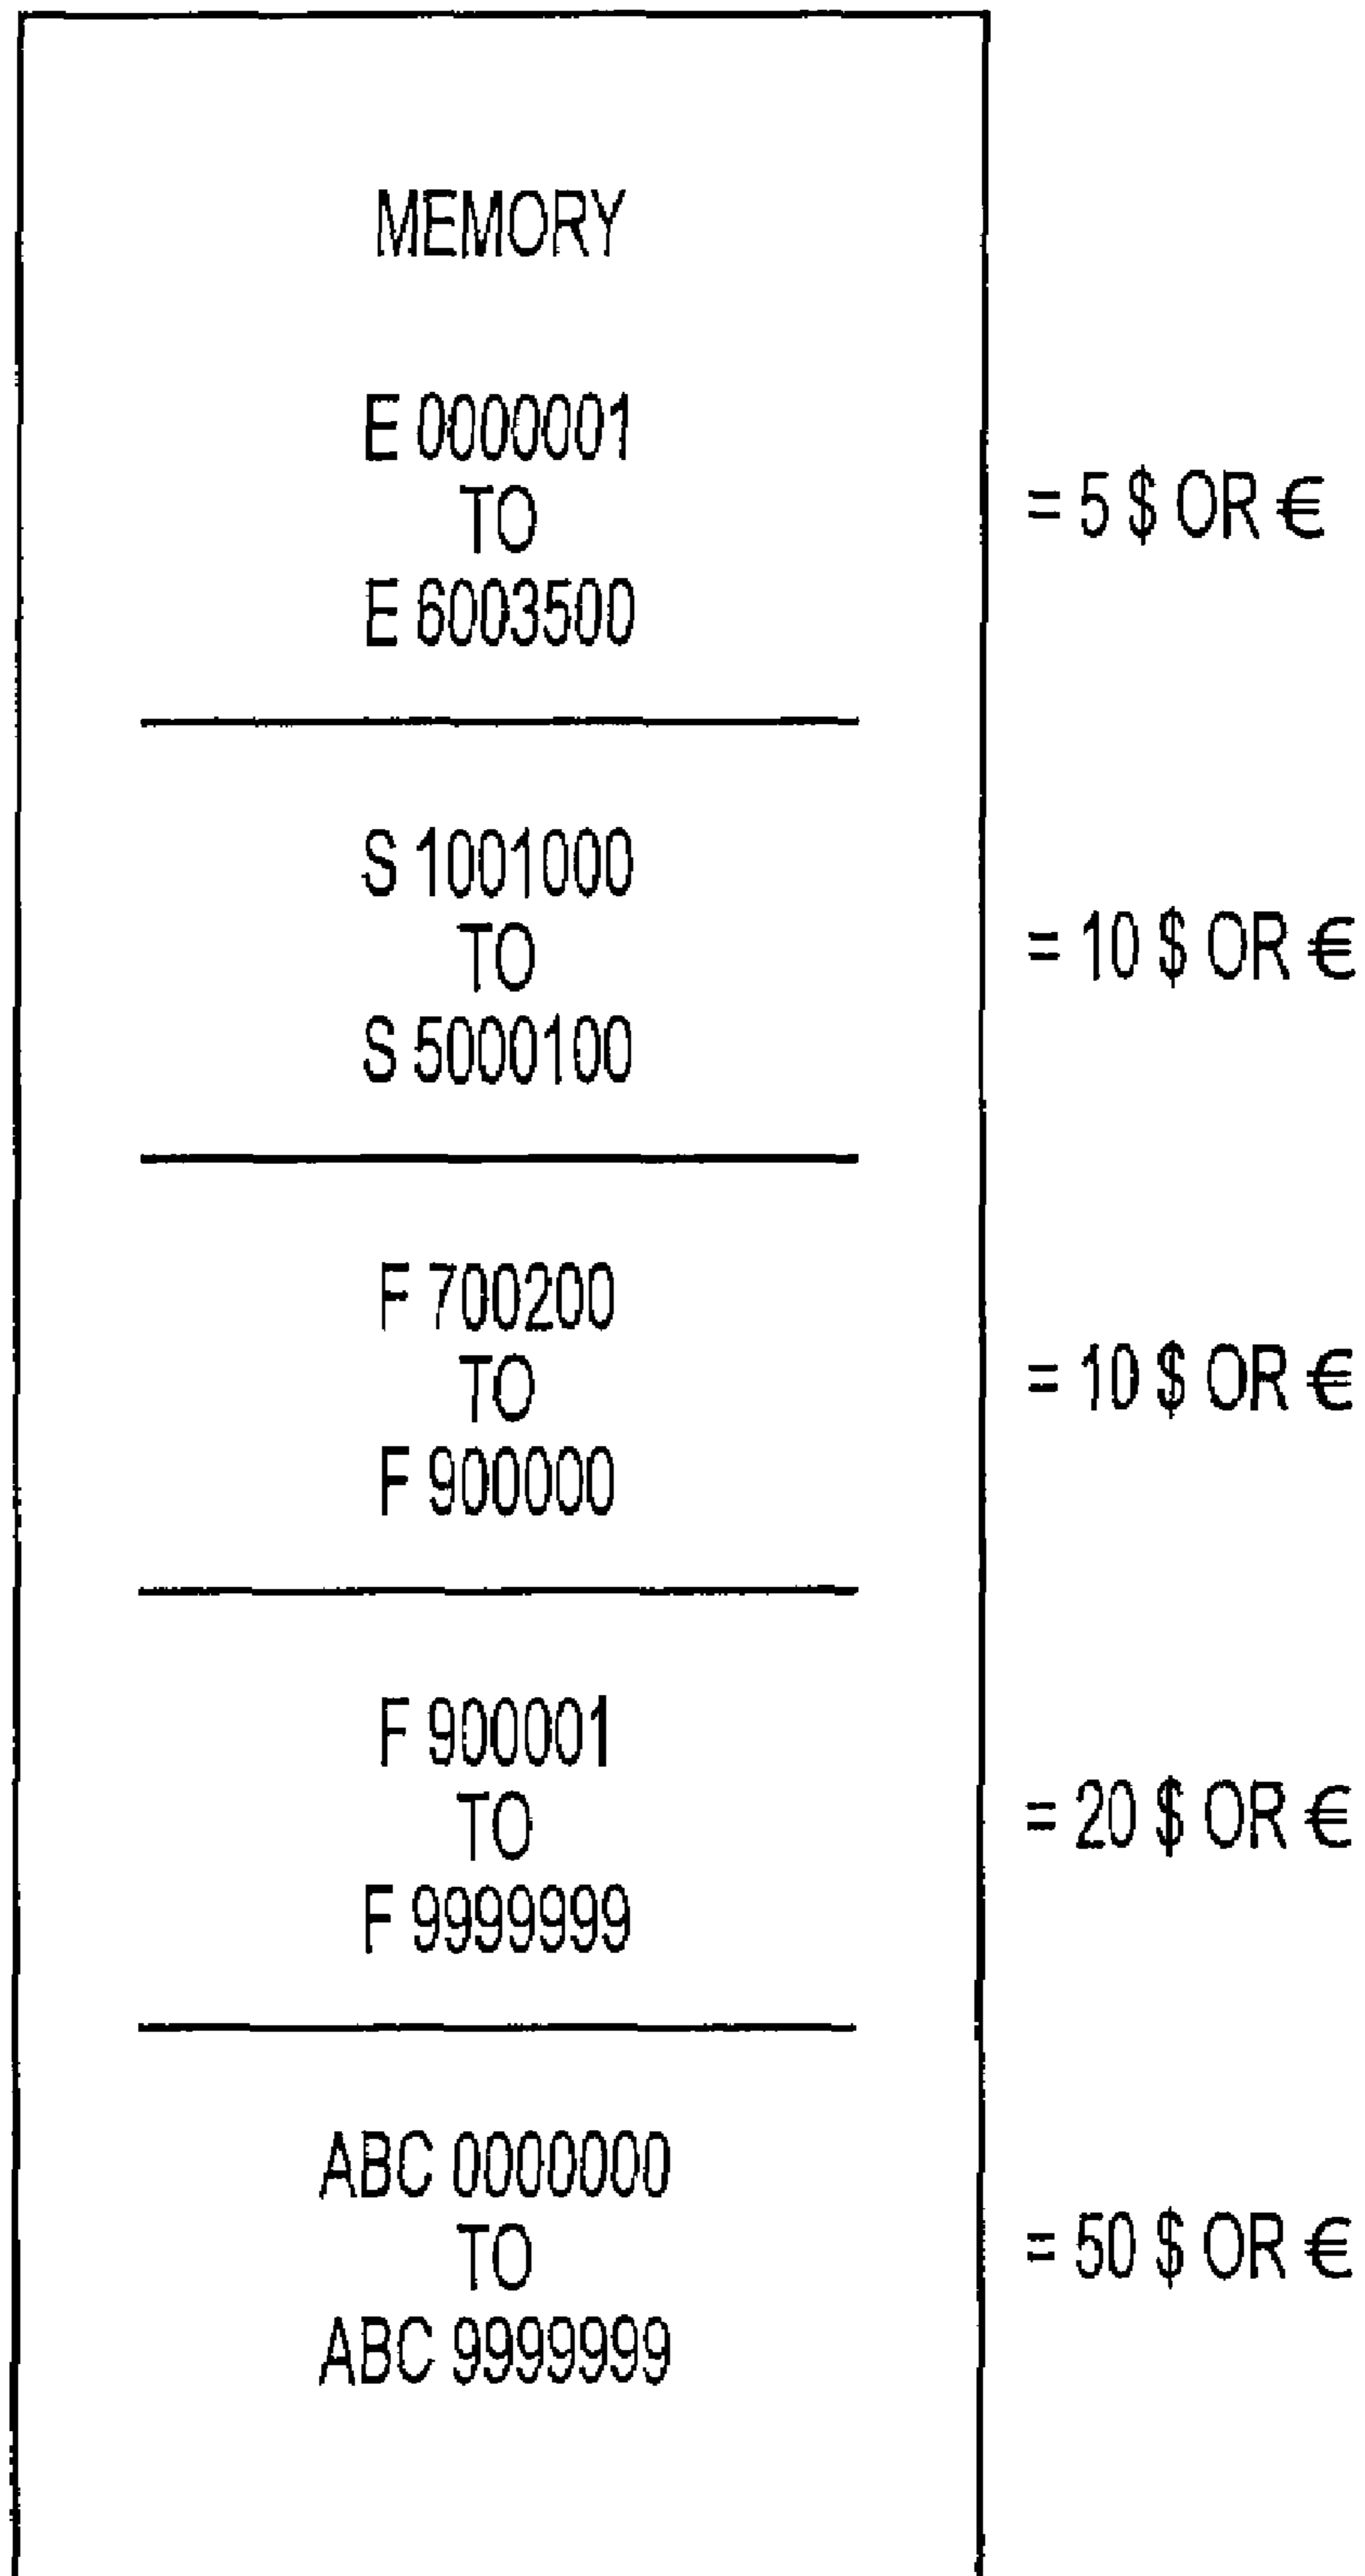 MEMORY
E 0000001
TO
E 6003500
= 5 $ OR €
S 1001000
TO
S 5000100
= 10 $ OR €
F 700200
TO
F 900000
= 10 $ OR €
F 900001
TO
F 9999999
= 20 $ OR €
ABC 0000000
TO
ABC 9999999
= 50 $ OR €